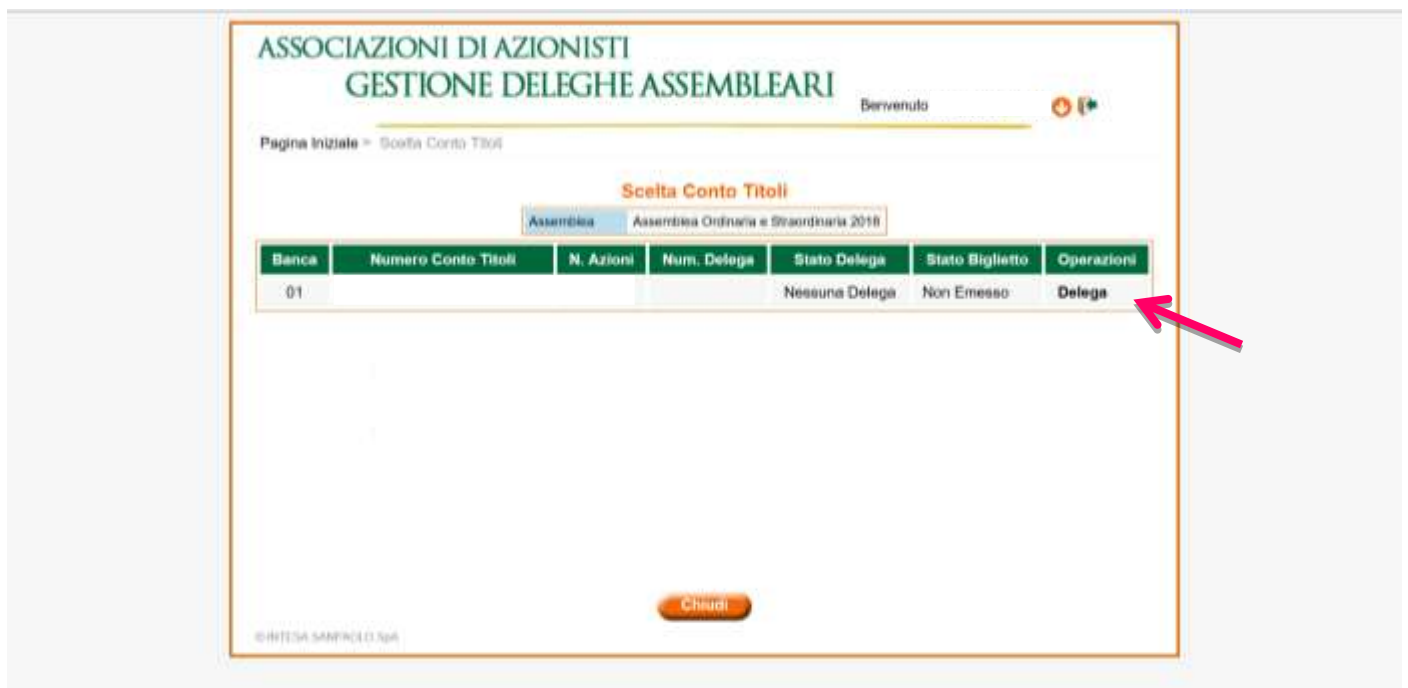 ASSOCIAZIONI DI AZIONISTI
GESTIONE DELEGHE ASSEMBLEARI
Benvenuto
Pagina Iniziale > Scelta Conto Titoli
Scelta Conto Titoli
Assemblea Assemblea Ordinaria e Straordinaria 2018
Banca Numero Conto Titoli N. Azioni Num. Delega Stato Delega Stato Biglietto Operazioni
01 Nessuna Delega Non Emesso Delega
Chiudi
© INTESA SANPAOLO SpA